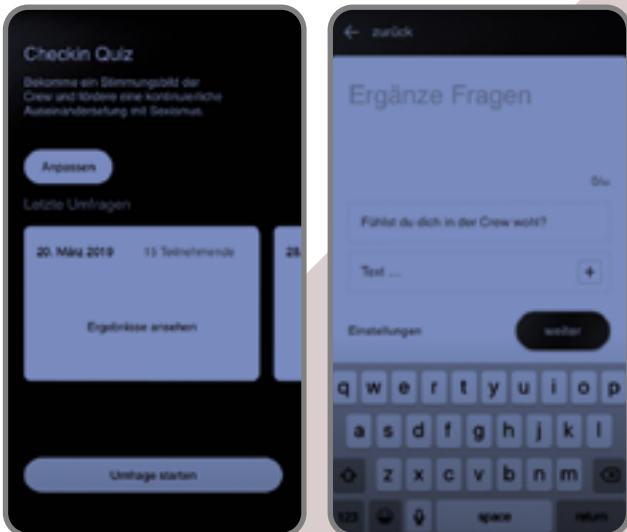 Checkin Quiz
Bekomme ein Stimmungsbild der
Crew und fördere eine kontinuierliche
Auseinandersetung mit Sexismus.
Anpassen
Letzte Umfragen
20. März 2019 15 Teilnehmende
28.
Ergebnisse ansehen
Umfrage starten
← zurück
Ergänze Fragen
Fühlst du dich in der Crew wohl?
Text ... +
Einstellungen weiter
q w e r t y u i o p
a s d f g h j k l
z x c v b n m
123 space return